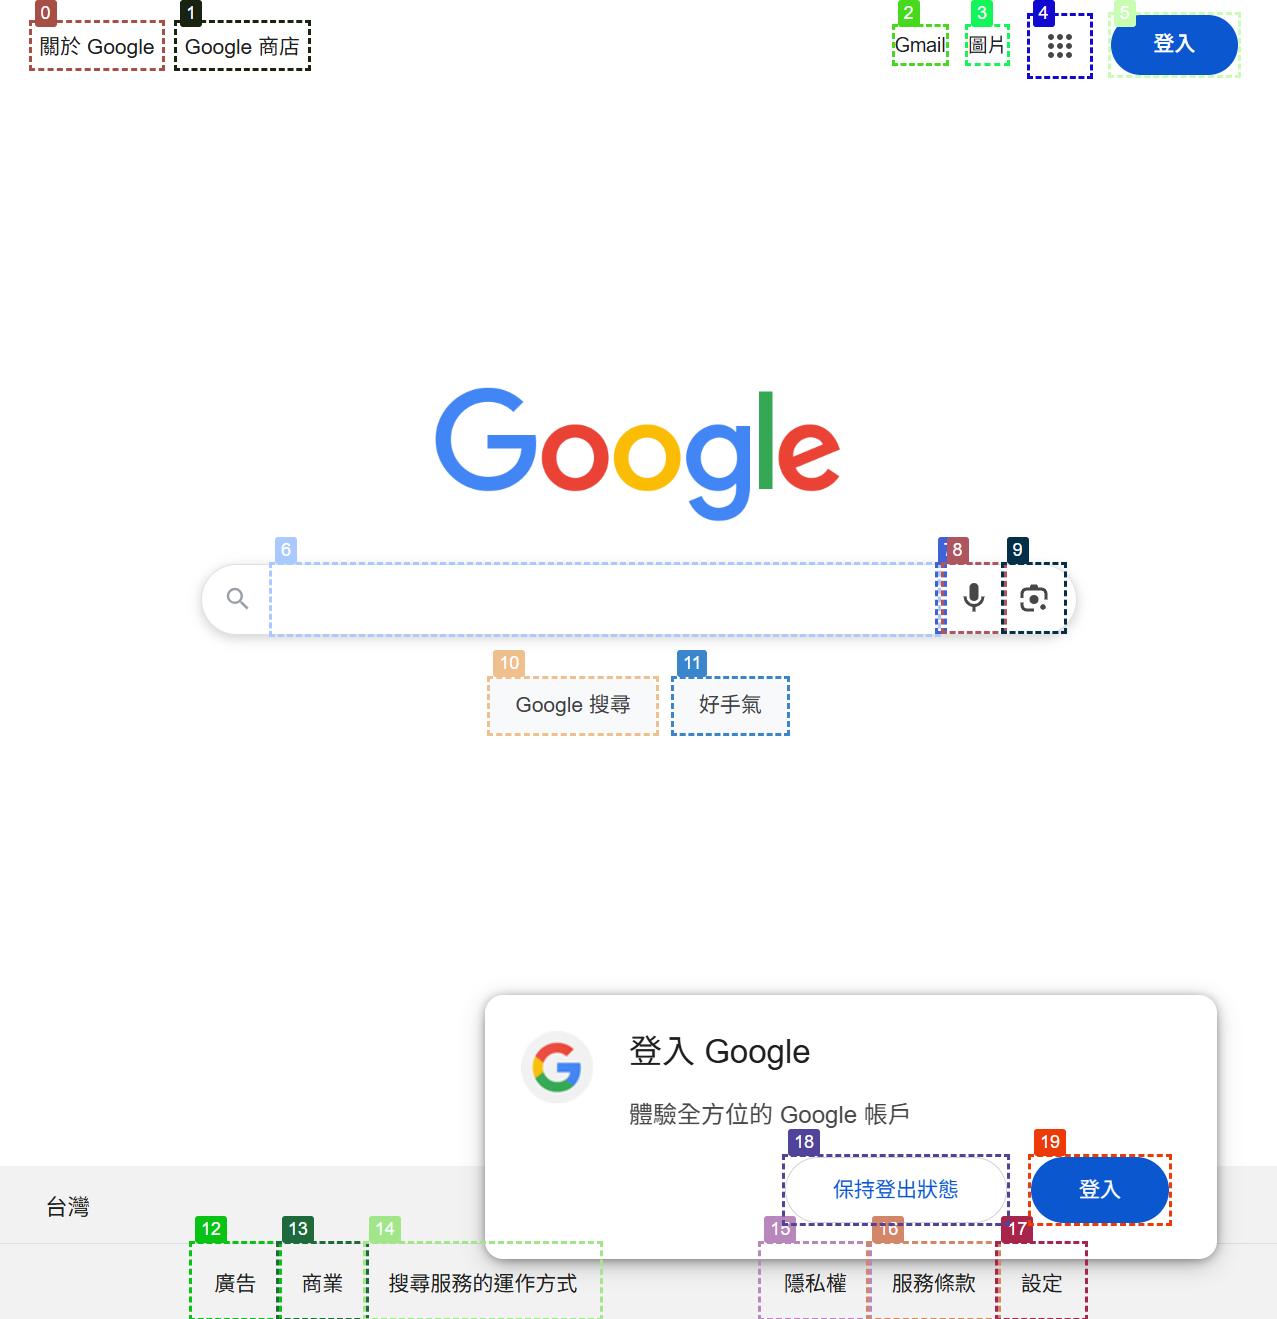 0
1
2
3
4
5
關於 Google
Google 商店
Gmail
圖片
登入
Google
6
7
8
9
10
11
Google 搜尋
好手氣
登入 Google
體驗全方位的 Google 帳戶
18
19
保持登出狀態
登入
台灣
12
13
14
15
16
17
廣告
商業
搜尋服務的運作方式
隱私權
服務條款
設定